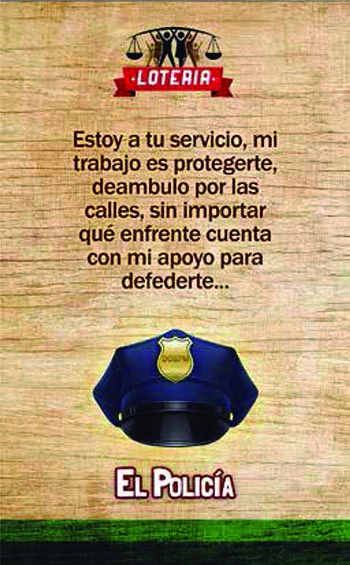 ·LOTERIA·
Estoy a tu servicio, mi
trabajo es protegerte,
deambulo por las
calles, sin importar
qué enfrente cuenta
con mi apoyo para
defederte...
EL POLICÍA